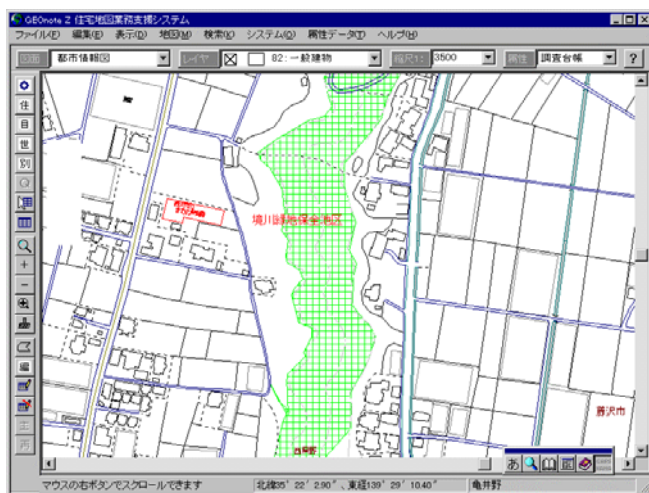 GEOnote Z 住宅地図業務支援システム
ファイル(F) 編集(E) 表示(D) 地図(M) 検索(K) システム(O) 属性データ(T) ヘルプ(H)
図面 都市情報図 レイヤ 82:一般建物 縮尺1: 3500 属性 調査台帳 ?
住
目
世
別
境川緑地保全地区
編
主
再
藤沢市
西俣野
あ
マウスの右ボタンでスクロールできます 北緯35° 22′ 2.90″、東経139° 29′ 10.40″ 亀井野